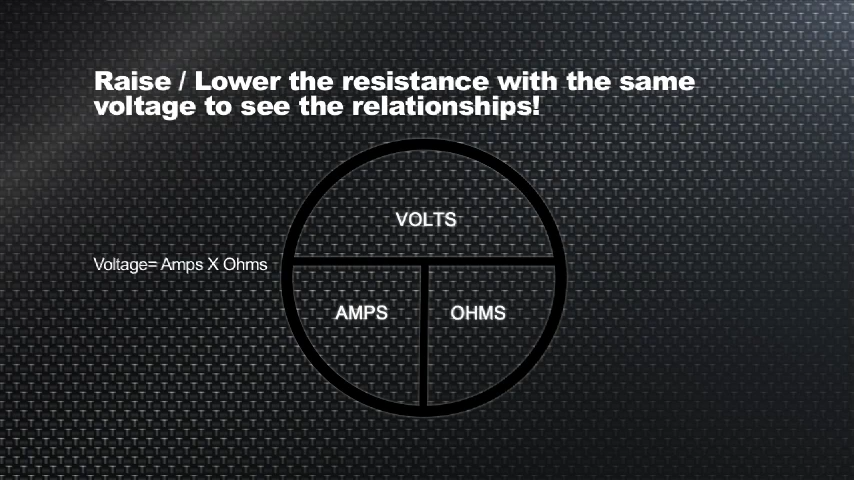 Raise / Lower the resistance with the same
voltage to see the relationships!
VOLTS
Voltage= Amps X Ohms
AMPS
OHMS